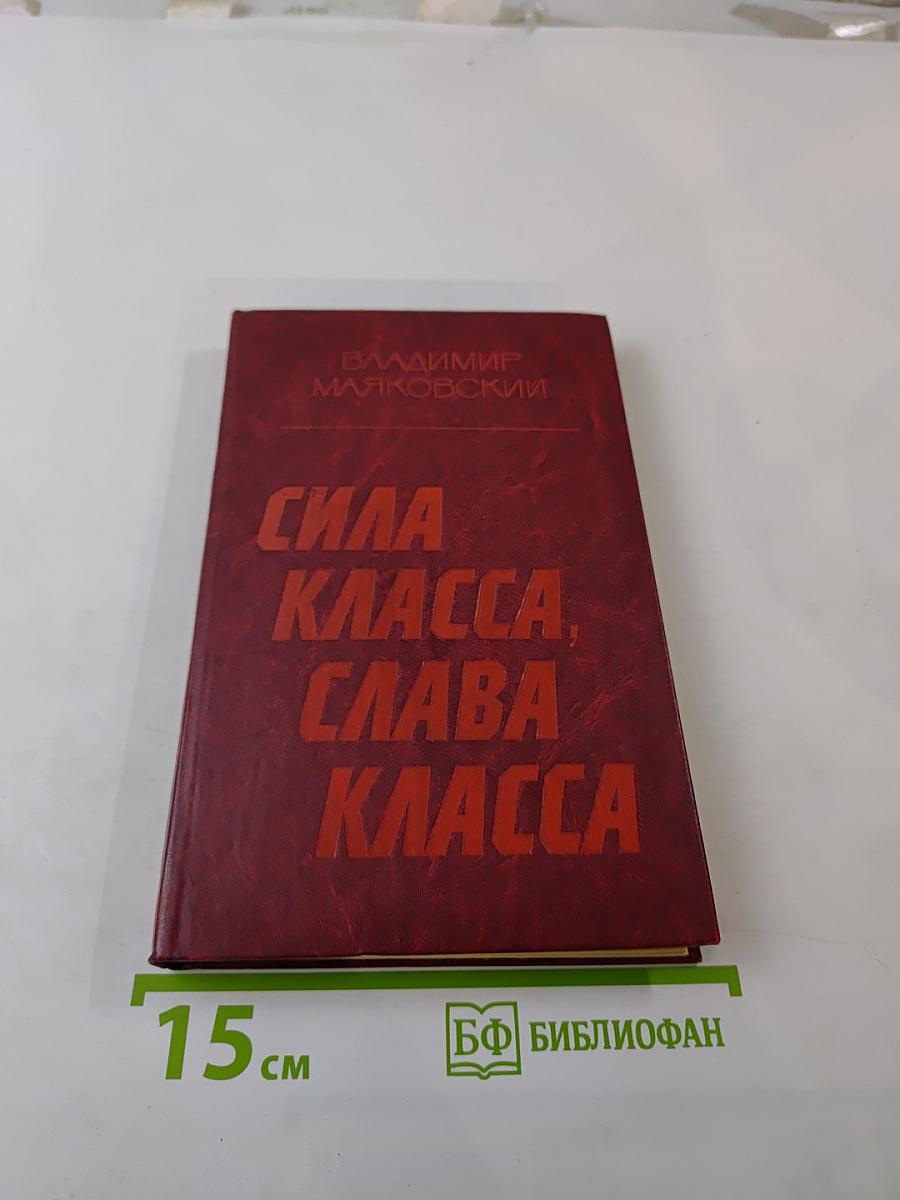 ВЛАДИМИР
МАЯКОВСКИЙ
СИЛА
КЛАССА,
СЛАВА
КЛАССА
15 см
БФ БИБЛИОФАН